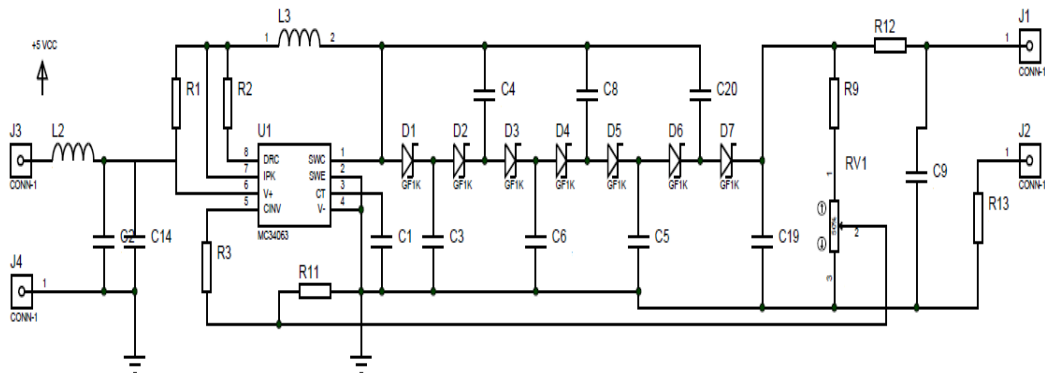 +5 VCC
J3
CONN-1
L2
J4
1
CONN-1
C2
C14
R1
R2
R3
1
L3
2
U1
8
DRC
SWC
1
7
IPK
SWE
2
6
V+
CT
3
5
CINV
V-
4
MC34063
R11
C1
D1
GF1K
C3
D2
GF1K
C4
D3
GF1K
C6
D4
GF1K
C8
D5
GF1K
C5
D6
GF1K
C20
D7
GF1K
C19
R9
RV1
1
50%
2
3
R12
C9
R13
J1
1
CONN-1
J2
1
CONN-1